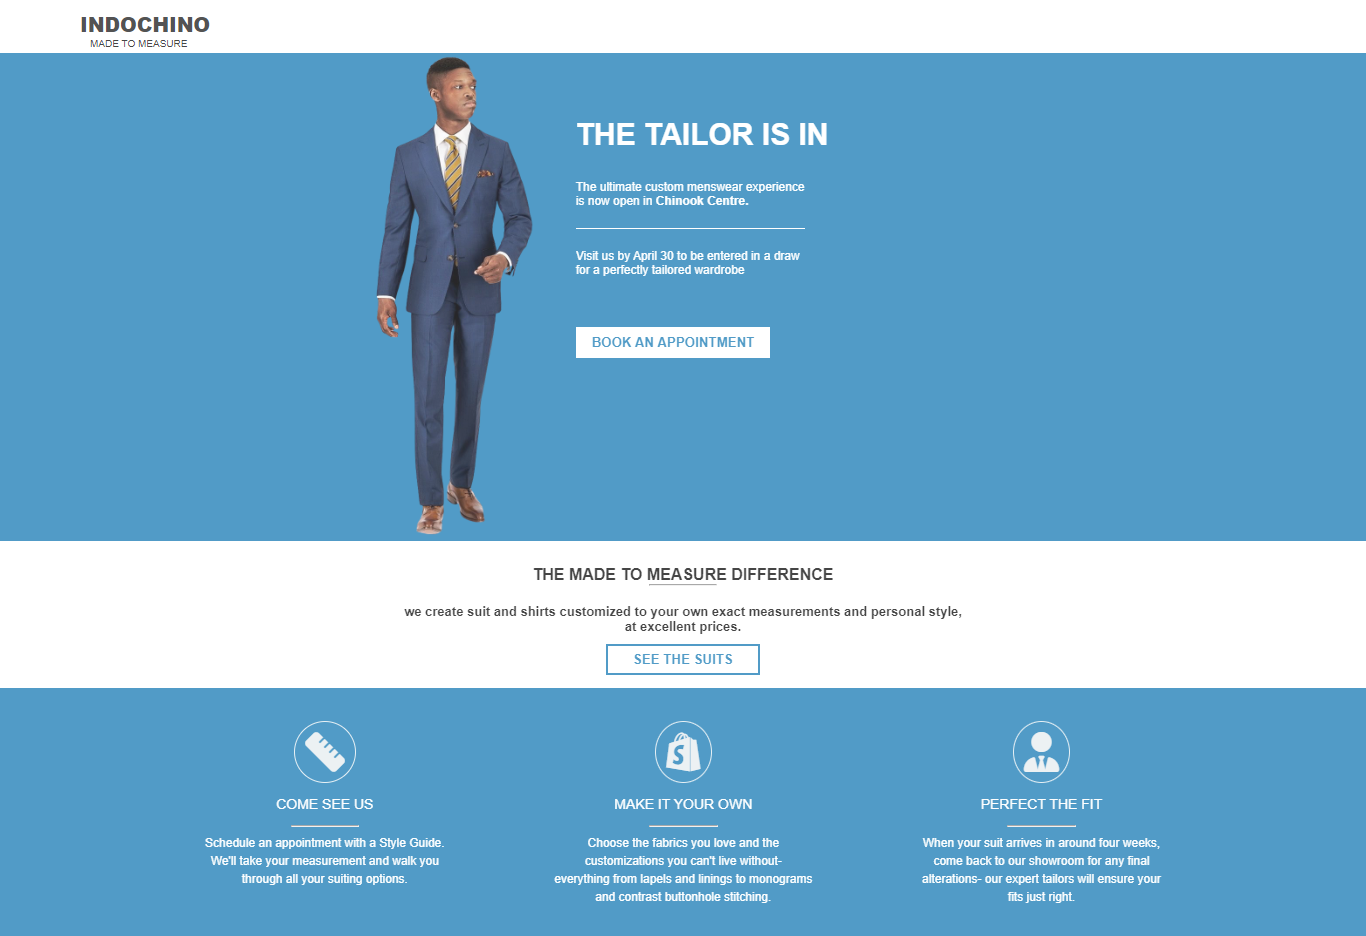 INDOCHINO
MADE TO MEASURE
THE TAILOR IS IN
The ultimate custom menswear experience
is now open in Chinook Centre.
Visit us by April 30 to be entered in a draw
for a perfectly tailored wardrobe
BOOK AN APPOINTMENT
THE MADE TO MEASURE DIFFERENCE
we create suit and shirts customized to your own exact measurements and personal style,
at excellent prices.
SEE THE SUITS
S
COME SEE US
Schedule an appointment with a Style Guide.
We'll take your measurement and walk you
through all your suiting options.
MAKE IT YOUR OWN
Choose the fabrics you love and the
customizations you can't live without-
everything from lapels and linings to monograms
and contrast buttonhole stitching.
PERFECT THE FIT
When your suit arrives in around four weeks,
come back to our showroom for any final
alterations- our expert tailors will ensure your
fits just right.